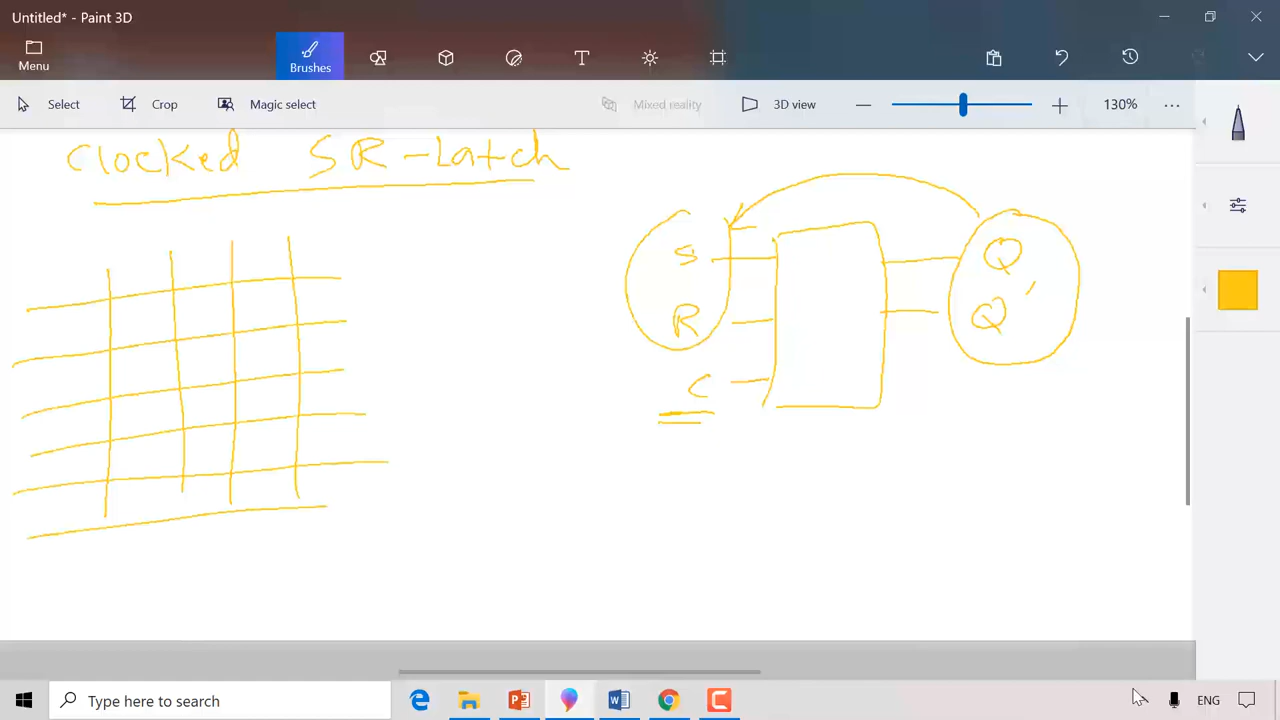 Untitled* - Paint 3D
Menu
Brushes
Select
Crop
Magic select
Mixed reality
3D view
130%
Clocked SR-Latch
S
Q
R
Q'
C
Type here to search
ENG